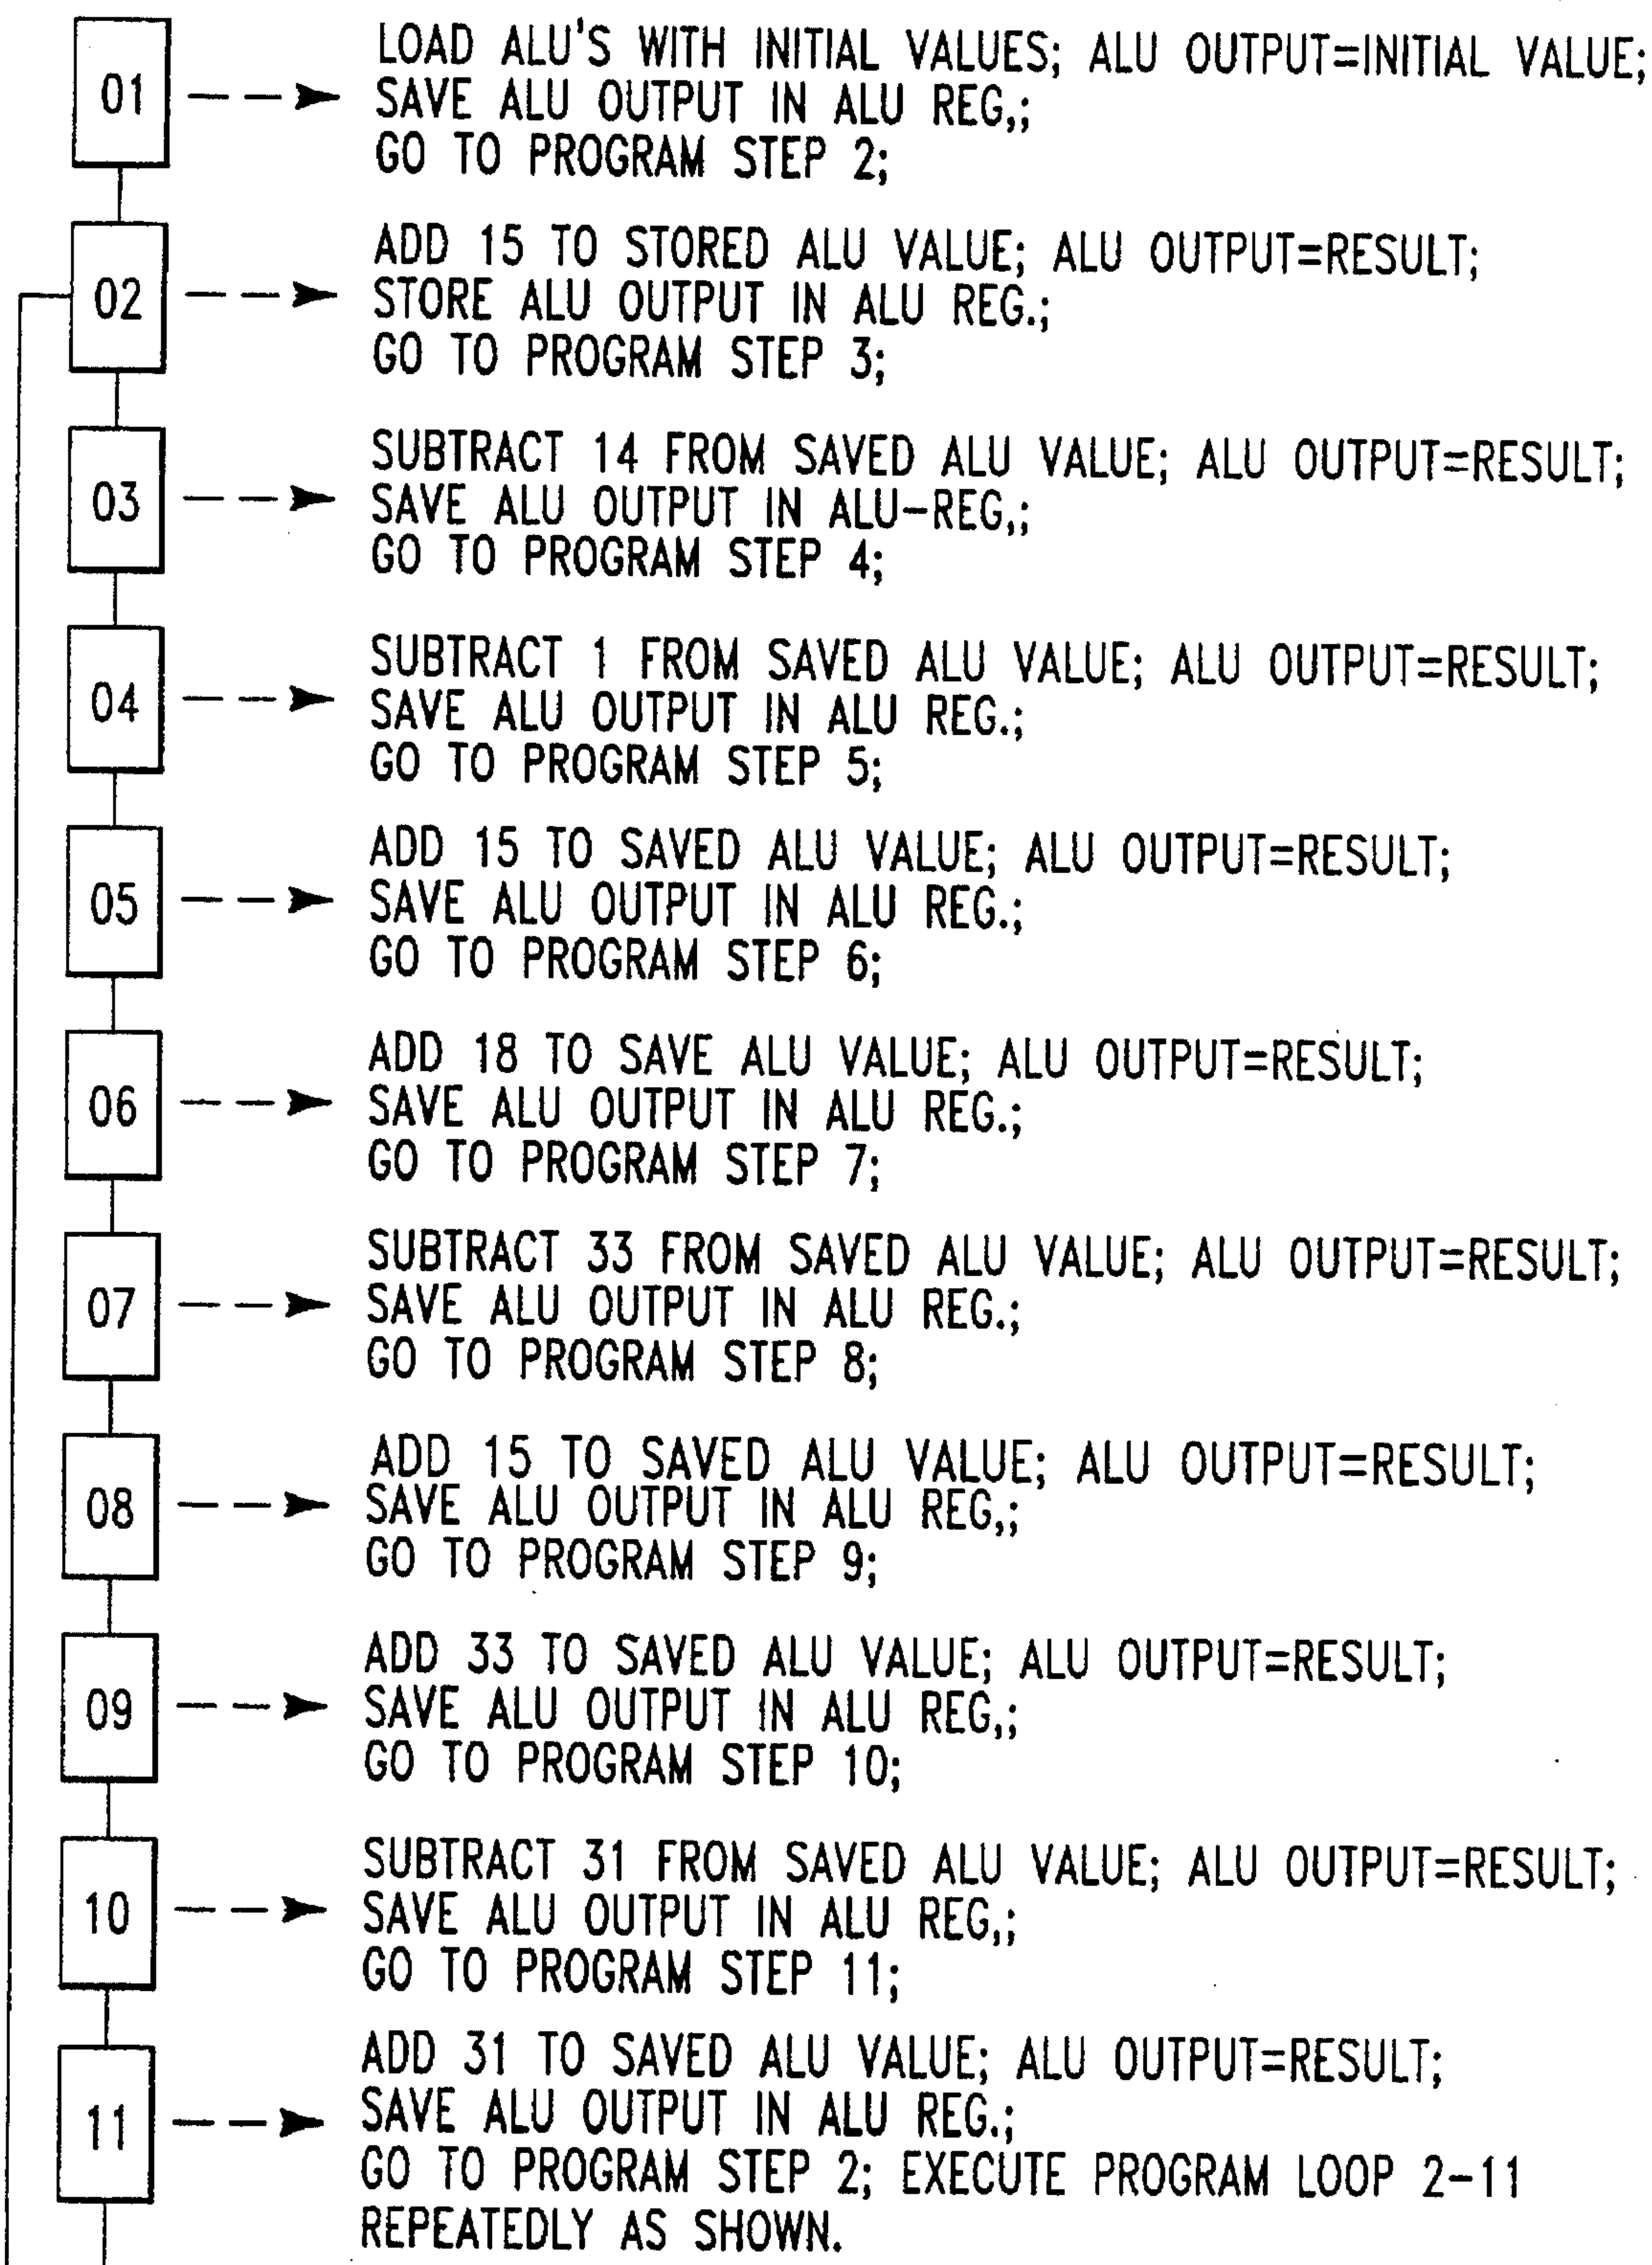 01
LOAD ALU'S WITH INITIAL VALUES; ALU OUTPUT=INITIAL VALUE;
SAVE ALU OUTPUT IN ALU REG,;
GO TO PROGRAM STEP 2;
02
ADD 15 TO STORED ALU VALUE; ALU OUTPUT=RESULT;
STORE ALU OUTPUT IN ALU REG.;
GO TO PROGRAM STEP 3;
03
SUBTRACT 14 FROM SAVED ALU VALUE; ALU OUTPUT=RESULT;
SAVE ALU OUTPUT IN ALU-REG,;
GO TO PROGRAM STEP 4;
04
SUBTRACT 1 FROM SAVED ALU VALUE; ALU OUTPUT=RESULT;
SAVE ALU OUTPUT IN ALU REG.;
GO TO PROGRAM STEP 5;
05
ADD 15 TO SAVED ALU VALUE; ALU OUTPUT=RESULT;
SAVE ALU OUTPUT IN ALU REG.;
GO TO PROGRAM STEP 6;
06
ADD 18 TO SAVE ALU VALUE; ALU OUTPUT=RESULT;
SAVE ALU OUTPUT IN ALU REG.;
GO TO PROGRAM STEP 7;
07
SUBTRACT 33 FROM SAVED ALU VALUE; ALU OUTPUT=RESULT;
SAVE ALU OUTPUT IN ALU REG.;
GO TO PROGRAM STEP 8;
08
ADD 15 TO SAVED ALU VALUE; ALU OUTPUT=RESULT;
SAVE ALU OUTPUT IN ALU REG,;
GO TO PROGRAM STEP 9;
09
ADD 33 TO SAVED ALU VALUE; ALU OUTPUT=RESULT;
SAVE ALU OUTPUT IN ALU REG,;
GO TO PROGRAM STEP 10;
10
SUBTRACT 31 FROM SAVED ALU VALUE; ALU OUTPUT=RESULT;
SAVE ALU OUTPUT IN ALU REG,;
GO TO PROGRAM STEP 11;
11
ADD 31 TO SAVED ALU VALUE; ALU OUTPUT=RESULT;
SAVE ALU OUTPUT IN ALU REG.;
GO TO PROGRAM STEP 2; EXECUTE PROGRAM LOOP 2-11
REPEATEDLY AS SHOWN.